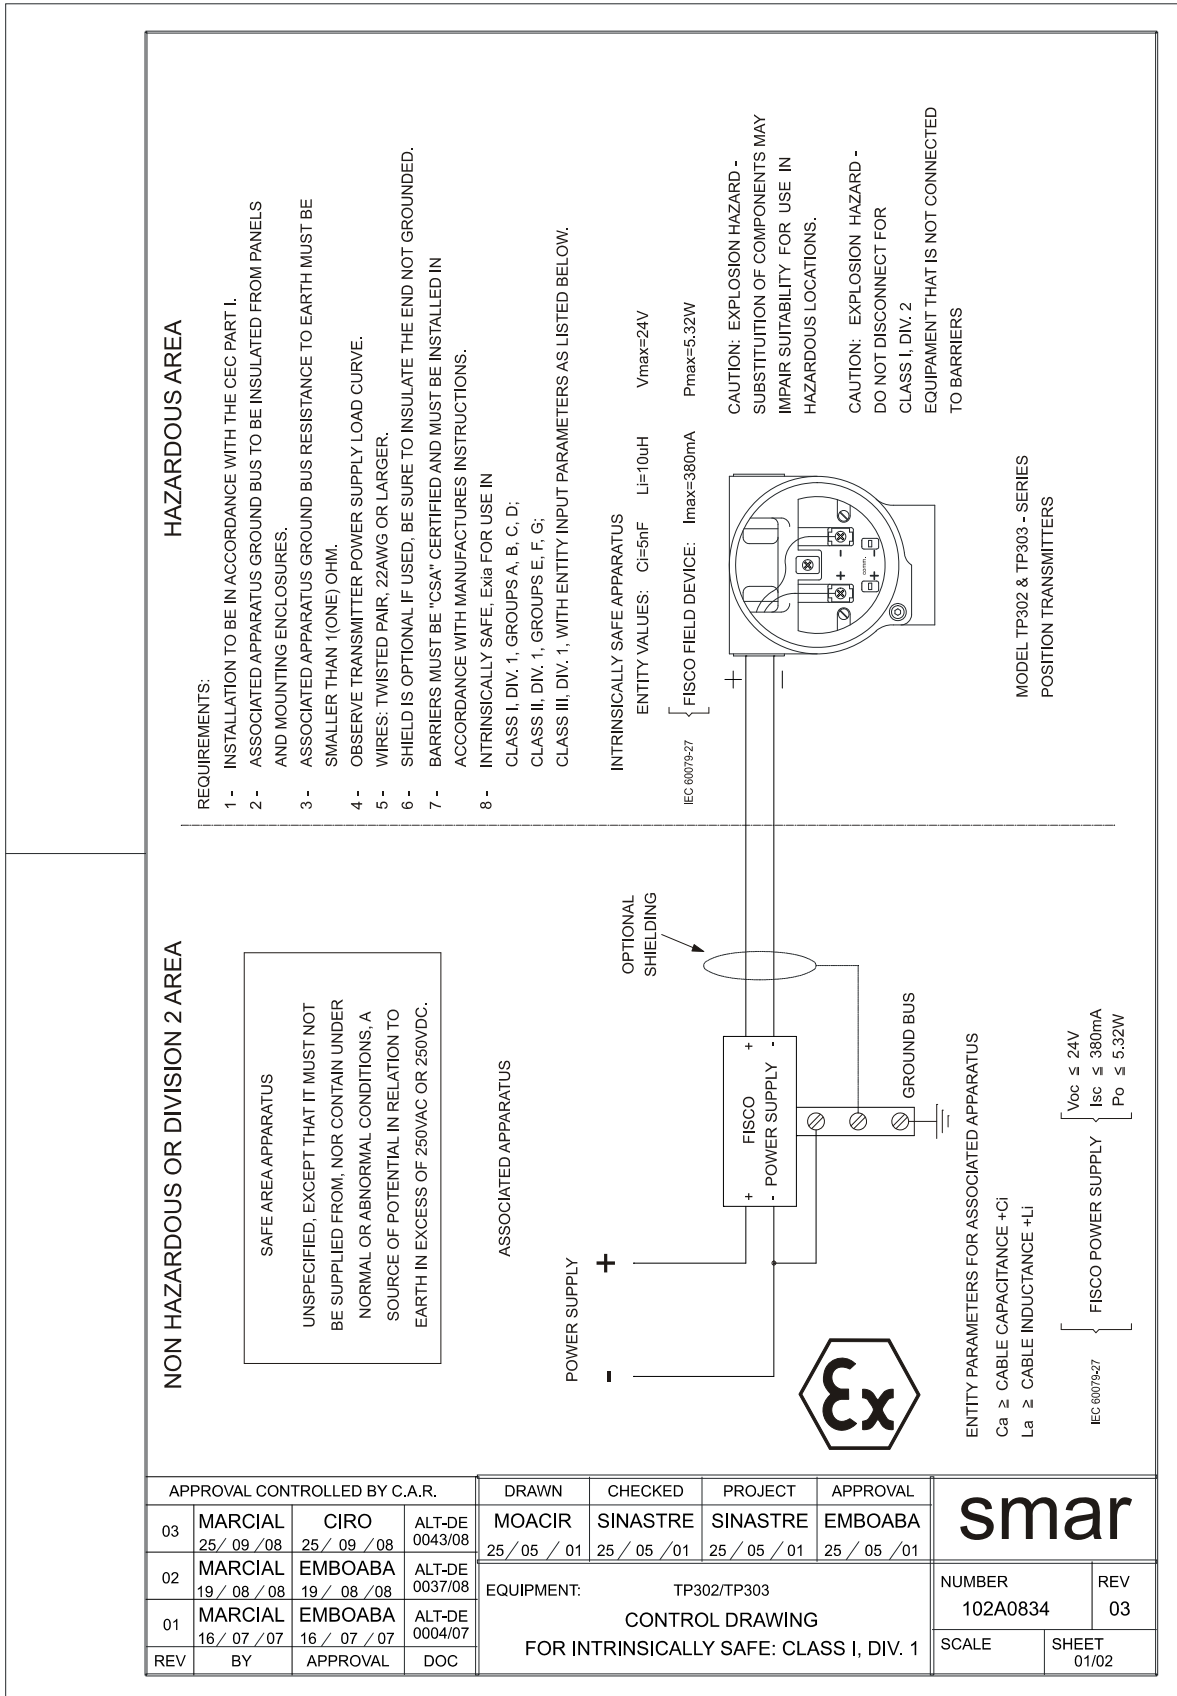 HAZARDOUS AREA
REQUIREMENTS:
1 - INSTALLATION TO BE IN ACCORDANCE WITH THE CEC PART I.
2 - ASSOCIATED APPARATUS GROUND BUS TO BE INSULATED FROM PANELS
AND MOUNTING ENCLOSURES.
3 - ASSOCIATED APPARATUS GROUND BUS RESISTANCE TO EARTH MUST BE
SMALLER THAN 1(ONE) OHM.
4 - OBSERVE TRANSMITTER POWER SUPPLY LOAD CURVE.
5 - WIRES: TWISTED PAIR, 22AWG OR LARGER.
6 - SHIELD IS OPTIONAL IF USED, BE SURE TO INSULATE THE END NOT GROUNDED.
7 - BARRIERS MUST BE "CSA" CERTIFIED AND MUST BE INSTALLED IN
ACCORDANCE WITH MANUFACTURES INSTRUCTIONS.
8 - INTRINSICALLY SAFE, Exia FOR USE IN
CLASS I, DIV. 1, GROUPS A, B, C, D;
CLASS II, DIV. 1, GROUPS E, F, G;
CLASS III, DIV. 1, WITH ENTITY INPUT PARAMETERS AS LISTED BELOW.
INTRINSICALLY SAFE APPARATUS
ENTITY VALUES: Ci=5nF Li=10uH Vmax=24V
IEC 60079-27 FISCO FIELD DEVICE: Imax=380mA Pmax=5.32W
CAUTION: EXPLOSION HAZARD -
SUBSTITUITION OF COMPONENTS MAY
IMPAIR SUITABILITY FOR USE IN
HAZARDOUS LOCATIONS.
CAUTION: EXPLOSION HAZARD -
DO NOT DISCONNECT FOR
CLASS I, DIV. 2
EQUIPAMENT THAT IS NOT CONNECTED
TO BARRIERS
+
-
+ -
comm.
+ -
MODEL TP302 & TP303 - SERIES
POSITION TRANSMITTERS
NON HAZARDOUS OR DIVISION 2 AREA
SAFE AREA APPARATUS
UNSPECIFIED, EXCEPT THAT IT MUST NOT
BE SUPPLIED FROM, NOR CONTAIN UNDER
NORMAL OR ABNORMAL CONDITIONS, A
SOURCE OF POTENTIAL IN RELATION TO
EARTH IN EXCESS OF 250VAC OR 250VDC.
ASSOCIATED APPARATUS
POWER SUPPLY
- +
OPTIONAL
SHIELDING
+ +
FISCO
POWER SUPPLY
- -
GROUND BUS
Ex
ENTITY PARAMETERS FOR ASSOCIATED APPARATUS
Ca ≥ CABLE CAPACITANCE +Ci
La ≥ CABLE INDUCTANCE +Li
IEC 60079-27 FISCO POWER SUPPLY
Voc ≤ 24V
Isc ≤ 380mA
Po ≤ 5.32W
APPROVAL CONTROLLED BY C.A.R.
03 MARCIAL 25/ 09 /08 CIRO 25/ 09 /08 ALT-DE 0043/08
02 MARCIAL 19/ 08 /08 EMBOABA 19/ 08 /08 ALT-DE 0037/08
01 MARCIAL 16/ 07 /07 EMBOABA 16/ 07 /07 ALT-DE 0004/07
REV BY APPROVAL DOC
DRAWN CHECKED PROJECT APPROVAL
MOACIR SINASTRE SINASTRE EMBOABA
25/05/01 25/05/01 25/05/01 25/05/01
EQUIPMENT: TP302/TP303
CONTROL DRAWING
FOR INTRINSICALLY SAFE: CLASS I, DIV. 1
smar
NUMBER REV
102A0834 03
SCALE SHEET
01/02